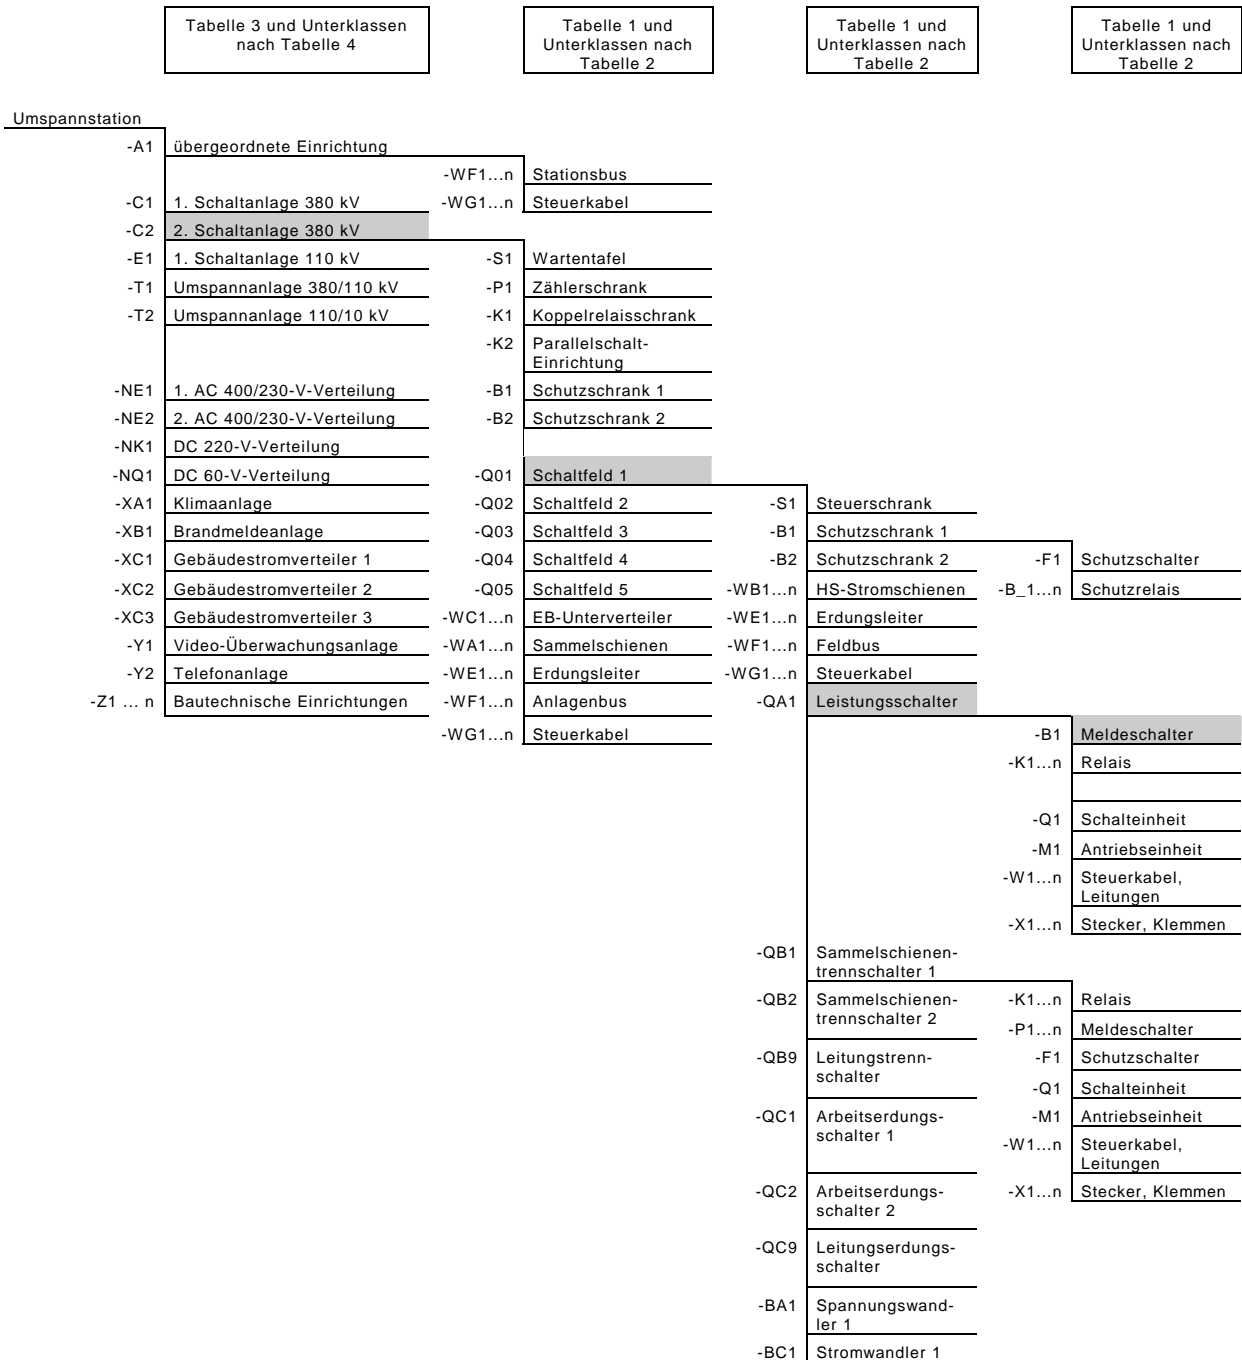 Tabelle 3 und Unterklassen
nach Tabelle 4
Tabelle 1 und
Unterklassen nach
Tabelle 2
Tabelle 1 und
Unterklassen nach
Tabelle 2
Tabelle 1 und
Unterklassen nach
Tabelle 2
Umspannstation
-A1 übergeordnete Einrichtung
-WF1...n Stationsbus
-C1 1. Schaltanlage 380 kV -WG1...n Steuerkabel
-C2 2. Schaltanlage 380 kV
-E1 1. Schaltanlage 110 kV -S1 Wartentafel
-T1 Umspannanlage 380/110 kV -P1 Zählerschrank
-T2 Umspannanlage 110/10 kV -K1 Koppelrelaisschrank
-K2 Parallelschalt-
Einrichtung
-NE1 1. AC 400/230-V-Verteilung -B1 Schutzschrank 1
-NE2 2. AC 400/230-V-Verteilung -B2 Schutzschrank 2
-NK1 DC 220-V-Verteilung
-NQ1 DC 60-V-Verteilung -Q01 Schaltfeld 1
-XA1 Klimaanlage -Q02 Schaltfeld 2 -S1 Steuerschrank
-XB1 Brandmeldeanlage -Q03 Schaltfeld 3 -B1 Schutzschrank 1
-XC1 Gebäudestromverteiler 1 -Q04 Schaltfeld 4 -B2 Schutzschrank 2 -F1 Schutzschalter
-XC2 Gebäudestromverteiler 2 -Q05 Schaltfeld 5 -WB1...n HS-Stromschienen -B_1...n Schutzrelais
-XC3 Gebäudestromverteiler 3 -WC1...n EB-Unterverteiler -WE1...n Erdungsleiter
-Y1 Video-Überwachungsanlage -WA1...n Sammelschienen -WF1...n Feldbus
-Y2 Telefonanlage -WE1...n Erdungsleiter -WG1...n Steuerkabel
-Z1 ... n Bautechnische Einrichtungen -WF1...n Anlagenbus -QA1 Leistungsschalter
-WG1...n Steuerkabel -B1 Meldeschalter
-K1...n Relais
-Q1 Schalteinheit
-M1 Antriebseinheit
-W1...n Steuerkabel,
Leitungen
-X1...n Stecker, Klemmen
-QB1 Sammelschienen-
trennschalter 1
-QB2 Sammelschienen- -K1...n Relais
trennschalter 2
-P1...n Meldeschalter
-QB9 Leitungstrenn- -F1 Schutzschalter
schalter
-Q1 Schalteinheit
-QC1 Arbeitserdungs- -M1 Antriebseinheit
schalter 1
-W1...n Steuerkabel,
Leitungen
-QC2 Arbeitserdungs- -X1...n Stecker, Klemmen
schalter 2
-QC9 Leitungserdungs-
schalter
-BA1 Spannungswand-
ler 1
-BC1 Stromwandler 1